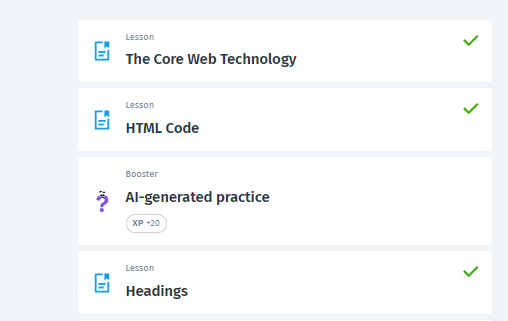 Lesson
The Core Web Technology
Lesson
HTML Code
Booster
AI-generated practice
XP +20
Lesson
Headings